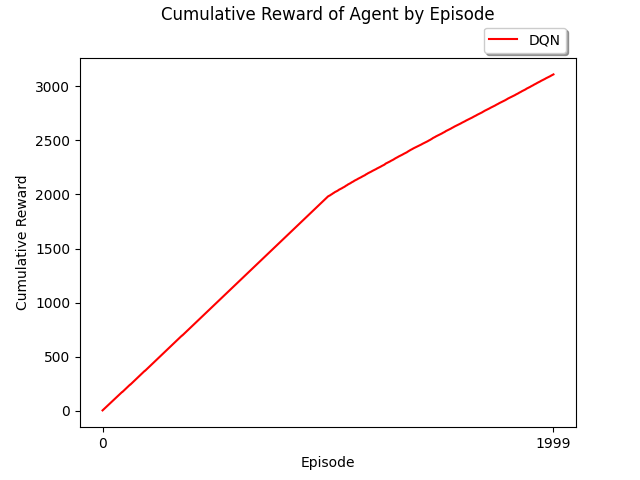 Cumulative Reward of Agent by Episode
DQN
3000
2500
2000
1500
1000
500
0
Cumulative Reward
0 1999
Episode